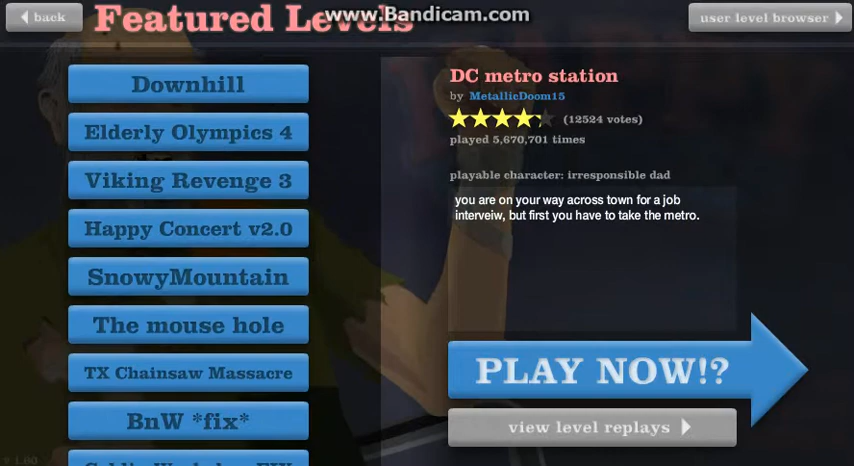 back
Featured Levels
www.Bandicam.com
user level browser
Downhill
Elderly Olympics 4
Viking Revenge 3
Happy Concert v2.0
SnowyMountain
The mouse hole
TX Chainsaw Massacre
BnW *fix*
DC metro station
by MetallicDoom15
(12524 votes)
played 5,670,701 times
playable character: irresponsible dad
you are on your way across town for a job
interveiw, but first you have to take the metro.
PLAY NOW!?
view level replays